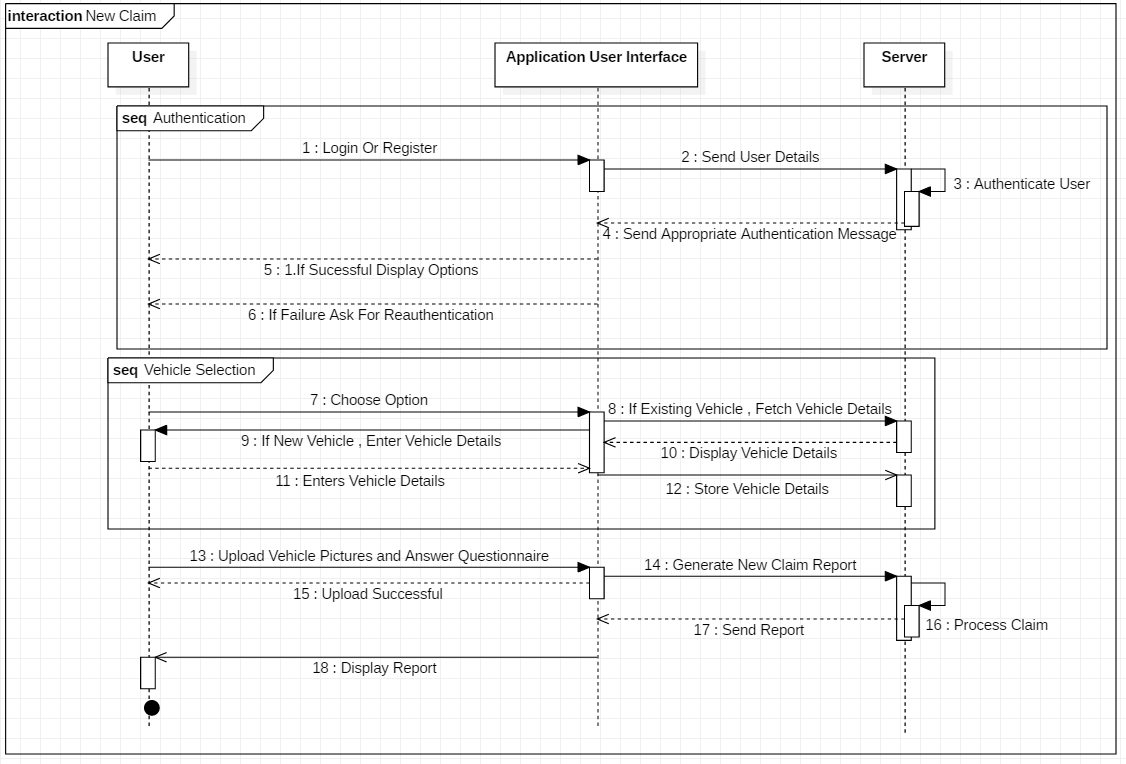 interaction New Claim
User
Application User Interface
Server
seq Authentication
1 : Login Or Register
2 : Send User Details
3 : Authenticate User
4 : Send Appropriate Authentication Message
5 : 1.If Sucessful Display Options
6 : If Failure Ask For Reauthentication
seq Vehicle Selection
7 : Choose Option
8 : If Existing Vehicle , Fetch Vehicle Details
9 : If New Vehicle , Enter Vehicle Details
10 : Display Vehicle Details
11 : Enters Vehicle Details
12 : Store Vehicle Details
13 : Upload Vehicle Pictures and Answer Questionnaire
14 : Generate New Claim Report
15 : Upload Successful
16 : Process Claim
17 : Send Report
18 : Display Report